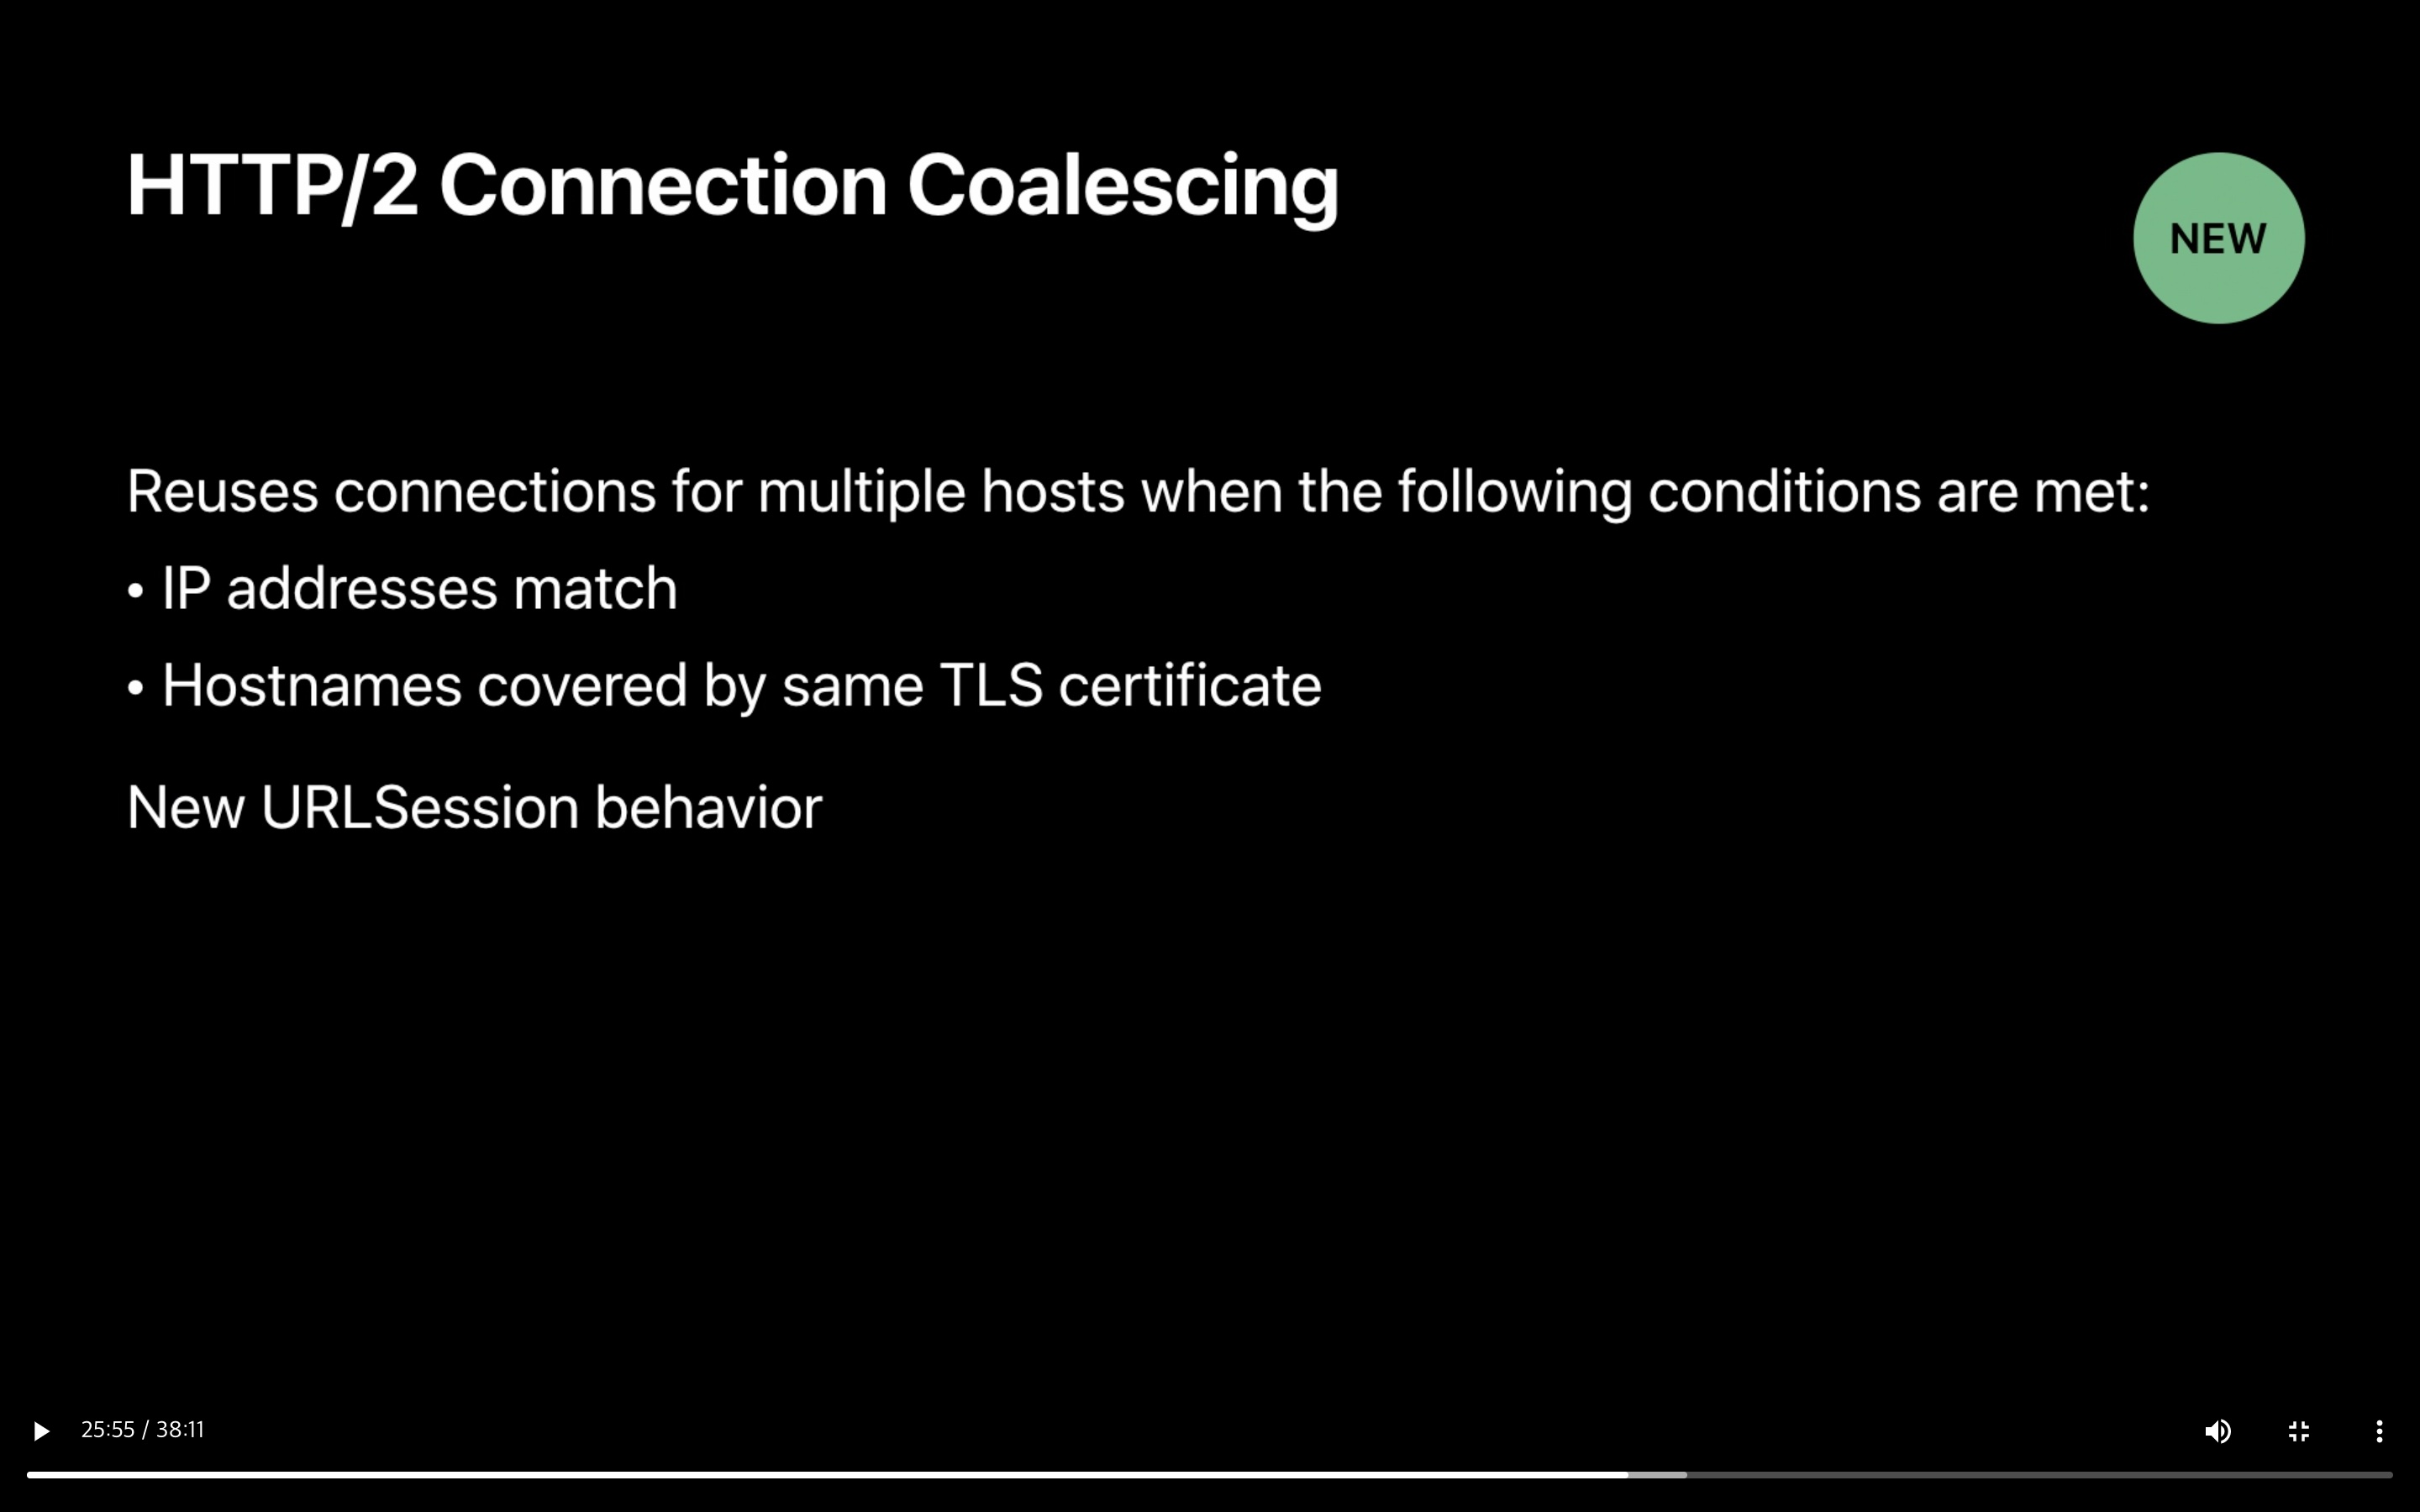 HTTP/2 Connection Coalescing
NEW
Reuses connections for multiple hosts when the following conditions are met:
• IP addresses match
• Hostnames covered by same TLS certificate
New URLSession behavior
25:55 / 38:11